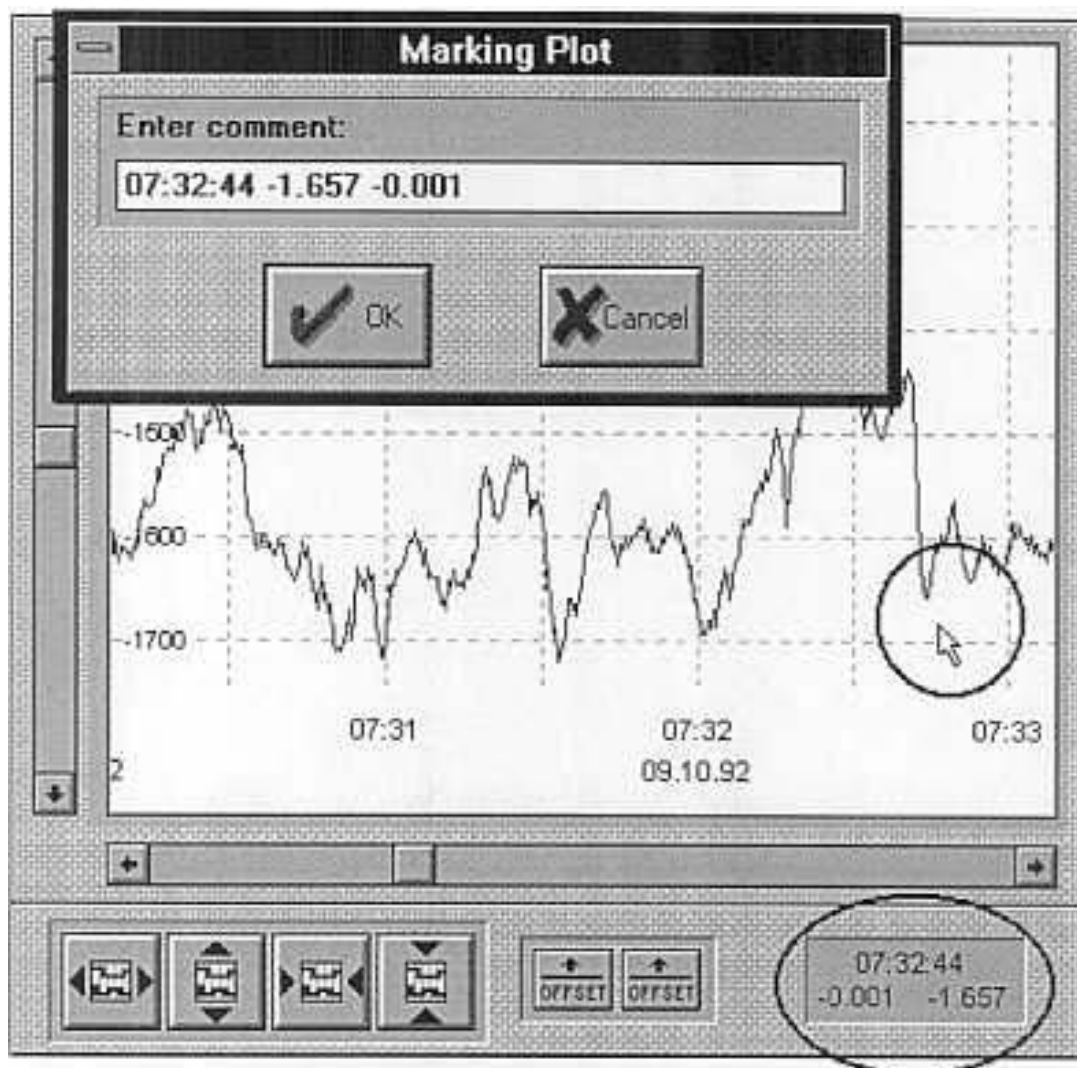 Marking Plot
Enter comment:
07:32:44 -1.657 -0.001
OK
Cancel
-1500
-1600
-1700
07:31 07:32 07:33
2 09.10.92
OFFSET OFFSET
07:32:44
-0.001 -1.657